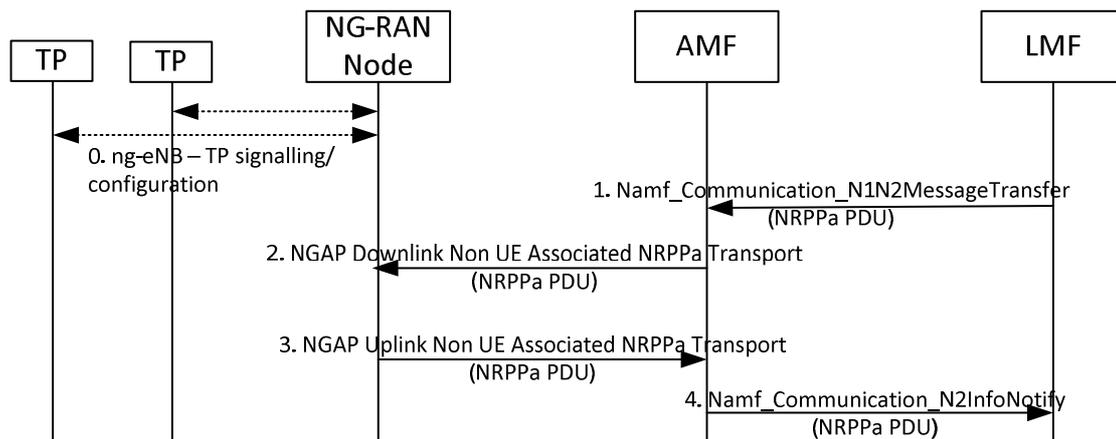 TP
TP
NG-RAN
Node
AMF
LMF
0. ng-eNB – TP signalling/
configuration
1. Namf_Communication_N1N2MessageTransfer
(NRPPa PDU)
2. NGAP Downlink Non UE Associated NRPPa Transport
(NRPPa PDU)
3. NGAP Uplink Non UE Associated NRPPa Transport
(NRPPa PDU)
4. Namf_Communication_N2InfoNotify
(NRPPa PDU)